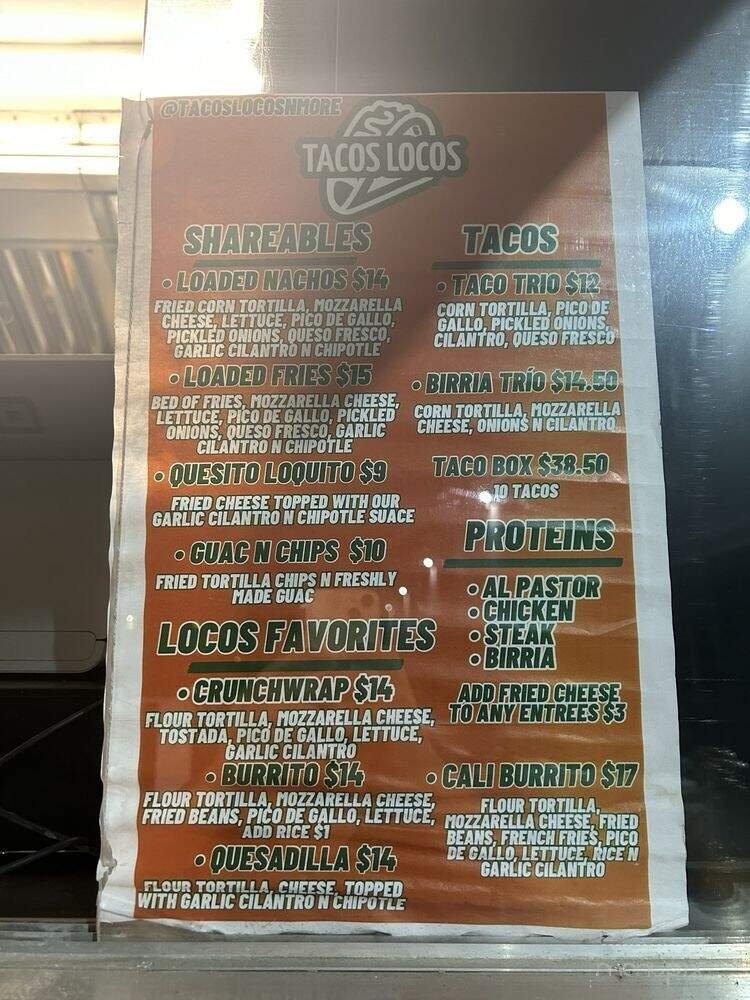 @TACOSLOCOSNMORE
TACOS LOCOS
SHAREABLES
• LOADED NACHOS $14
FRIED CORN TORTILLA, MOZZARELLA
CHEESE, LETTUCE, PICO DE GALLO,
PICKLED ONIONS, QUESO FRESCO,
GARLIC CILANTRO N CHIPOTLE
• LOADED FRIES $15
BED OF FRIES, MOZZARELLA CHEESE,
LETTUCE, PICO DE GALLO, PICKLED
ONIONS, QUESO FRESCO, GARLIC
CILANTRO N CHIPOTLE
• QUESITO LOQUITO $9
FRIED CHEESE TOPPED WITH OUR
GARLIC CILANTRO N CHIPOTLE SUACE
• GUAC N CHIPS $10
FRIED TORTILLA CHIPS N FRESHLY
MADE GUAC
TACOS
• TACO TRIO $12
CORN TORTILLA, PICO DE
GALLO, PICKLED ONIONS,
CILANTRO, QUESO FRESCO
• BIRRIA TRÍO $14.50
CORN TORTILLA, MOZZARELLA
CHEESE, ONIONS N CILANTRO
TACO BOX $38.50
10 TACOS
PROTEINS
• AL PASTOR
• CHICKEN
• STEAK
• BIRRIA
ADD FRIED CHEESE
TO ANY ENTREES $3
LOCOS FAVORITES
• CRUNCHWRAP $14
FLOUR TORTILLA, MOZZARELLA CHEESE,
TOSTADA, PICO DE GALLO, LETTUCE,
GARLIC CILANTRO
• BURRITO $14
FLOUR TORTILLA, MOZZARELLA CHEESE,
FRIED BEANS, PICO DE GALLO, LETTUCE,
ADD RICE $1
• QUESADILLA $14
FLOUR TORTILLA, CHEESE, TOPPED
WITH GARLIC CILANTRO N CHIPOTLE
• CALI BURRITO $17
FLOUR TORTILLA,
MOZZARELLA CHEESE, FRIED
BEANS, FRENCH FRIES, PICO
DE GALLO, LETTUCE, RICE N
GARLIC CILANTRO